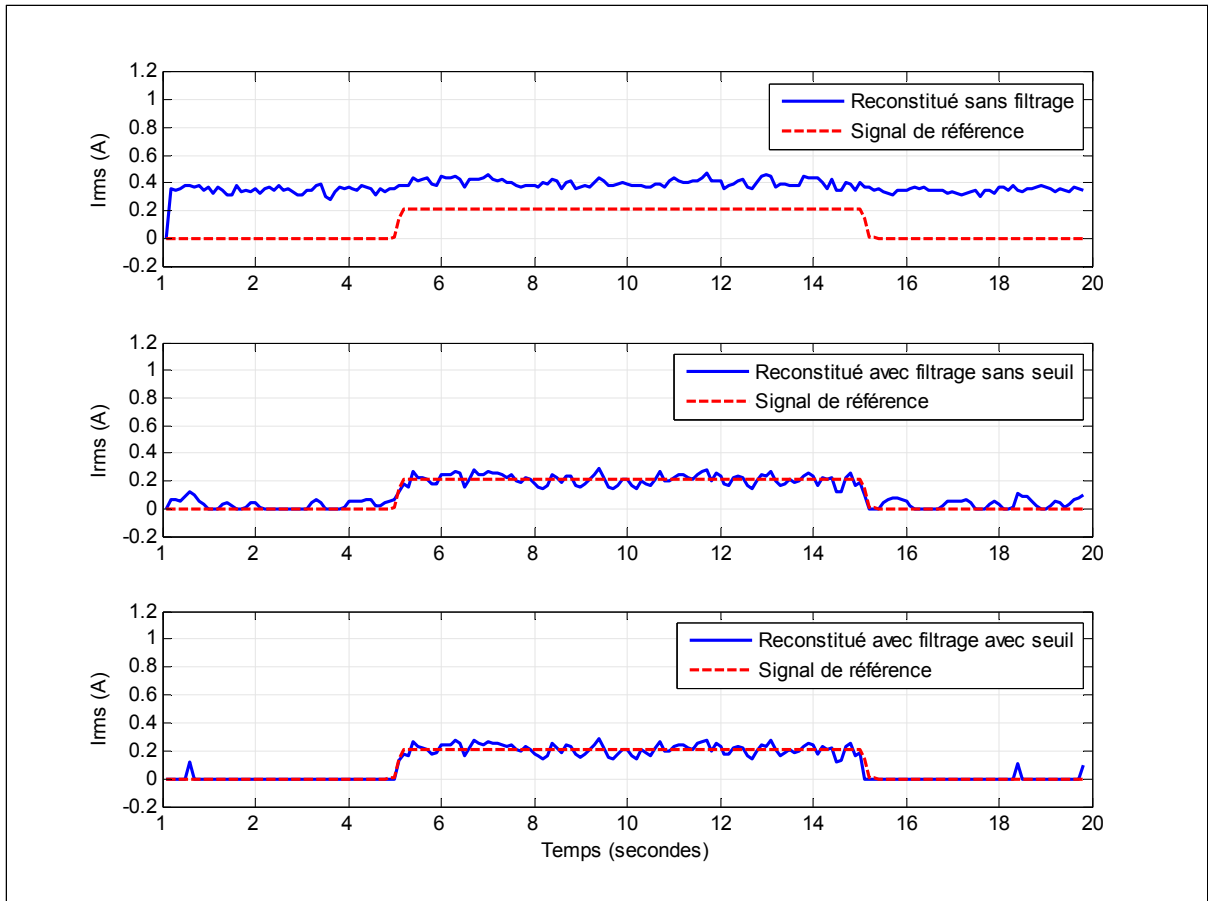 1.2
1
0.8
0.6
0.4
0.2
0
-0.2
Irms (A)
Reconstitué sans filtrage
Signal de référence
1 2 4 6 8 10 12 14 16 18 20
1.2
1
0.8
0.6
0.4
0.2
0
-0.2
Irms (A)
Reconstitué avec filtrage sans seuil
Signal de référence
1 2 4 6 8 10 12 14 16 18 20
1.2
1
0.8
0.6
0.4
0.2
0
-0.2
Irms (A)
Reconstitué avec filtrage avec seuil
Signal de référence
1 2 4 6 8 10 12 14 16 18 20
Temps (secondes)